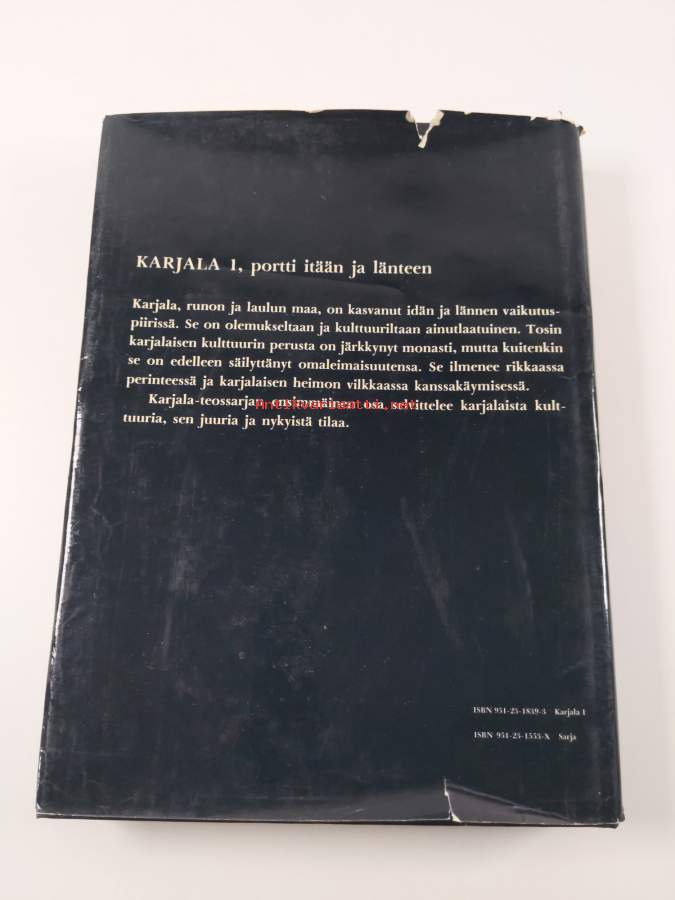 KARJALA 1, portti itään ja länteen
Karjala, runon ja laulun maa, on kasvanut idän ja lännen vaikutus-
piirissä. Se on olemukseltaan ja kulttuuriltaan ainutlaatuinen. Tosin
karjalaisen kulttuurin perusta on järkkynyt monasti, mutta kuitenkin
se on edelleen säilyttänyt omaleimaisuutensa. Se ilmenee rikkaassa
perinteessä ja karjalaisen heimon vilkkaassa kanssakäymisessä.
Karjala-teossarjan ensimmäinen osa selvittelee karjalaista kult-
tuuria, sen juuria ja nykyistä tilaa.
Antikvariaatti.net
ISBN 951-23-1839-3 Karjala 1
ISBN 951-23-1553-X Sarja